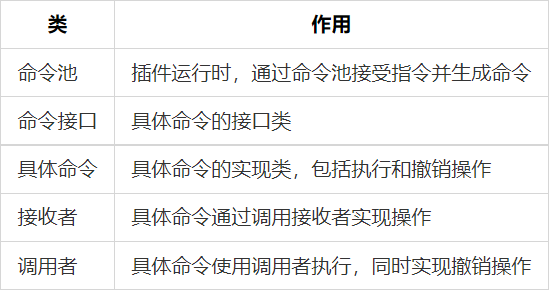 类 作用
命令池 插件运行时，通过命令池接受指令并生成命令
命令接口 具体命令的接口类
具体命令 具体命令的实现类，包括执行和撤销操作
接收者 具体命令通过调用接收者实现操作
调用者 具体命令使用调用者执行，同时实现撤销操作